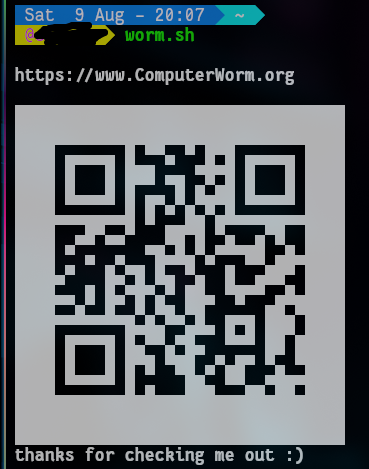 Sat  9 Aug – 20:07  ~
@ worm.sh
https://www.ComputerWorm.org
thanks for checking me out :)